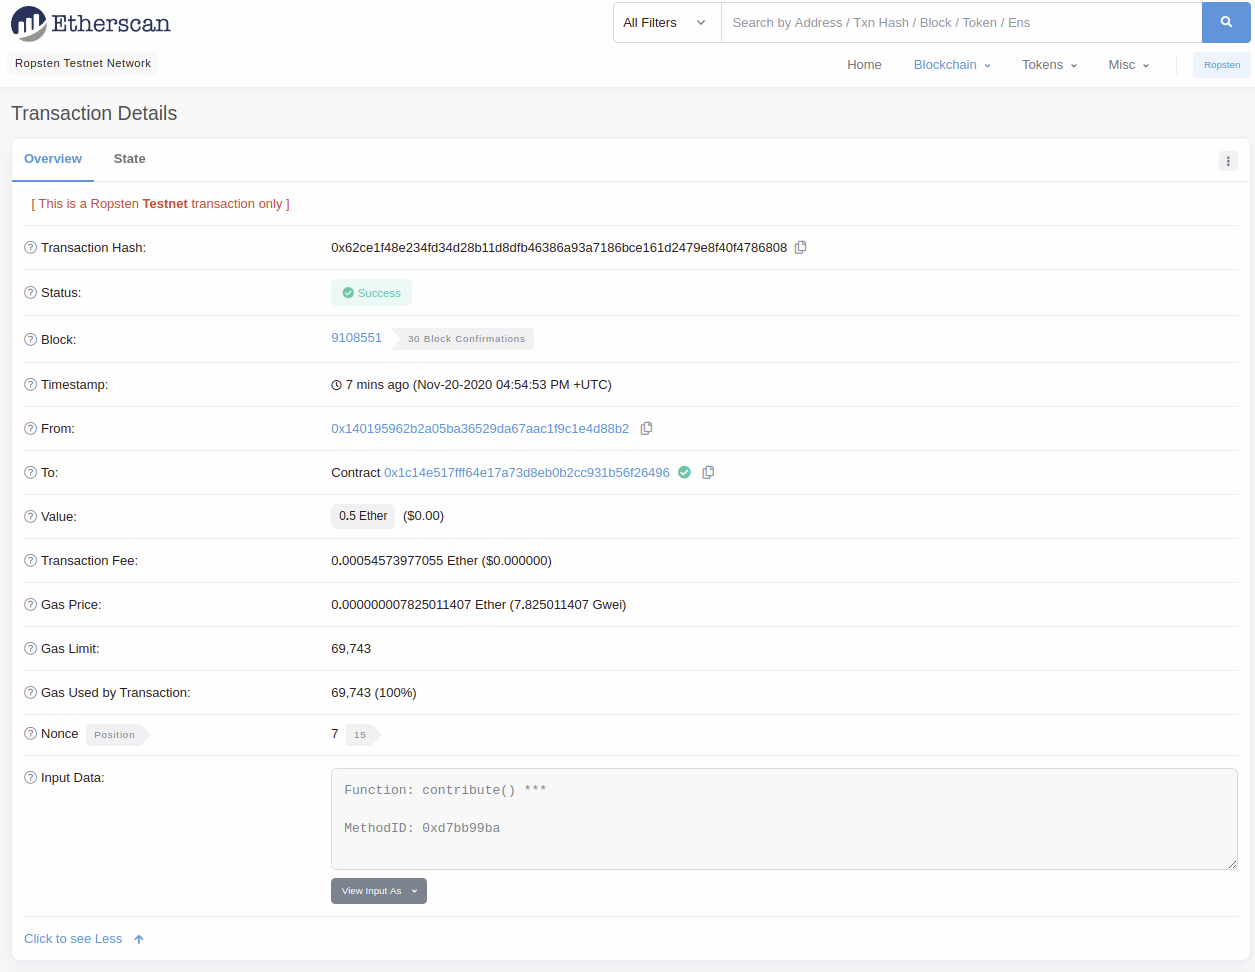 Etherscan
All Filters
Search by Address / Txn Hash / Block / Token / Ens
Ropsten Testnet Network
Home Blockchain Tokens Misc Ropsten
Transaction Details
Overview State
[ This is a Ropsten Testnet transaction only ]
Transaction Hash: 0x62ce1f48e234fd34d28b11d8dfb46386a93a7186bce161d2479e8f40f4786808
Status: Success
Block: 9108551 30 Block Confirmations
Timestamp: 7 mins ago (Nov-20-2020 04:54:53 PM +UTC)
From: 0x140195962b2a05ba36529da67aac1f9c1e4d88b2
To: Contract 0x1c14e517fff64e17a73d8eb0b2cc931b56f26496
Value: 0.5 Ether ($0.00)
Transaction Fee: 0.00054573977055 Ether ($0.000000)
Gas Price: 0.000000007825011407 Ether (7.825011407 Gwei)
Gas Limit: 69,743
Gas Used by Transaction: 69,743 (100%)
Nonce Position 7 15
Input Data:
Function: contribute() ***
MethodID: 0xd7bb99ba
View Input As
Click to see Less